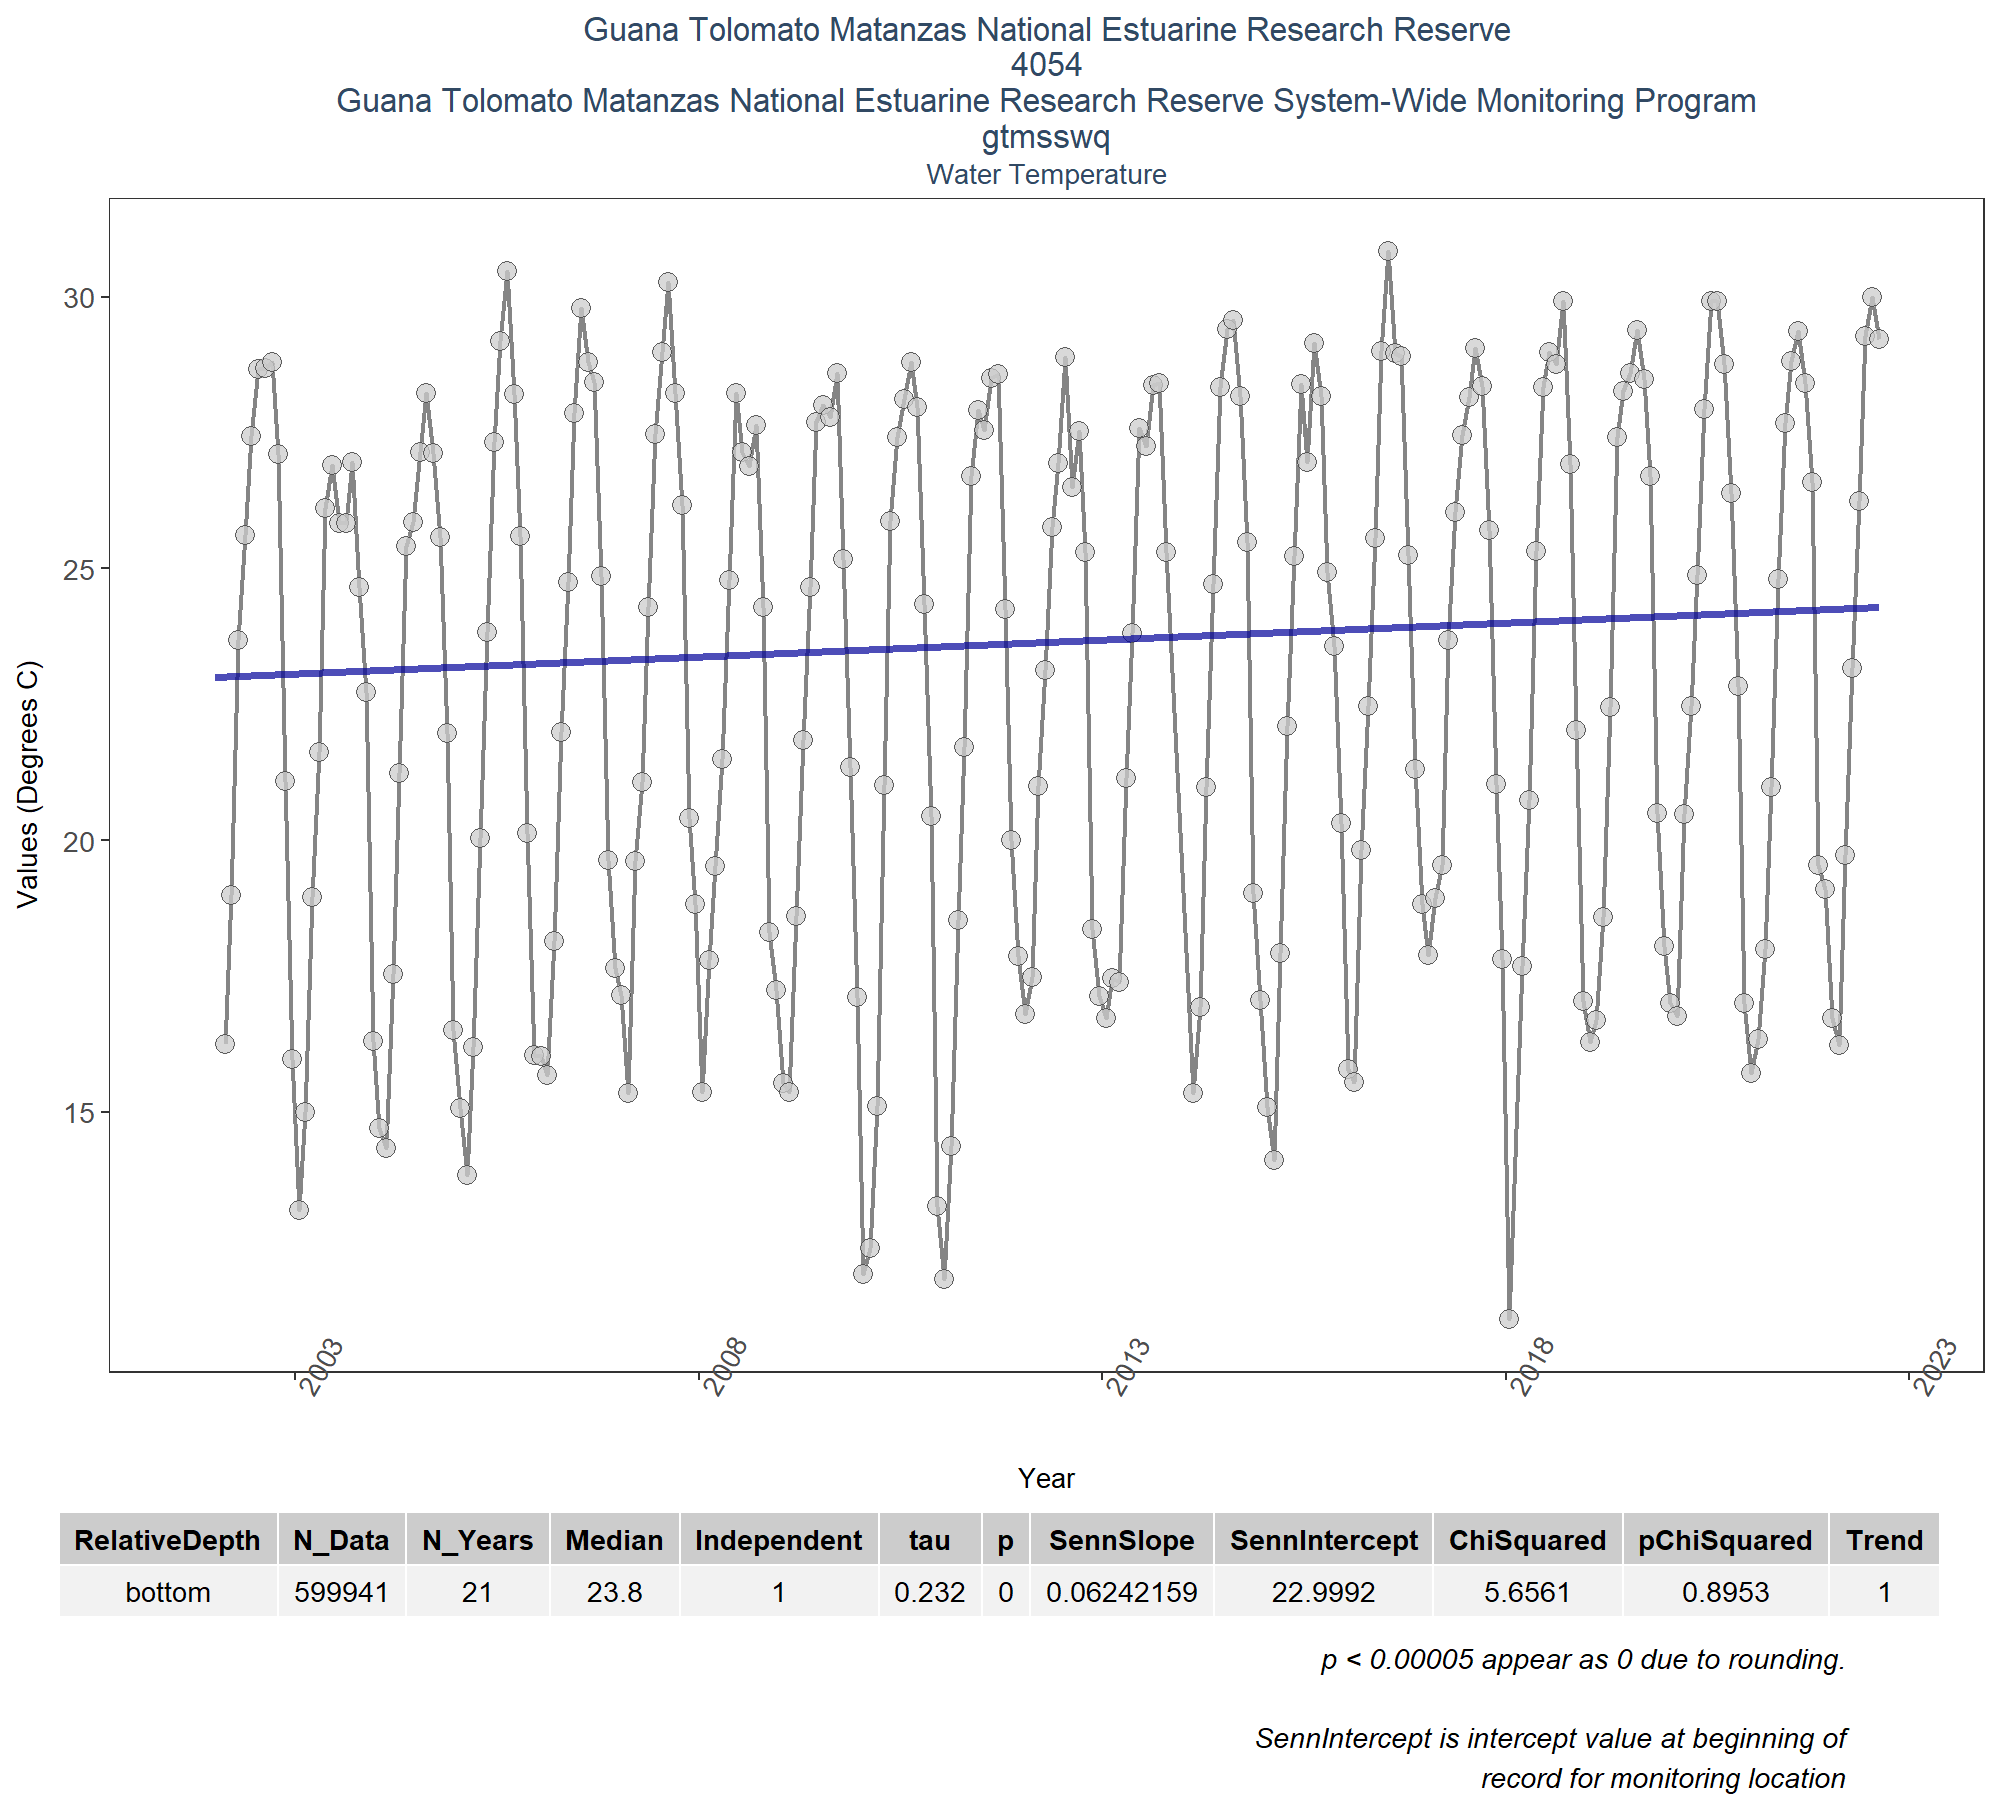 Guana Tolomato Matanzas National Estuarine Research Reserve
4054
Guana Tolomato Matanzas National Estuarine Research Reserve System-Wide Monitoring Program
gtmsswq
Water Temperature
Values (Degrees C)
30
25
20
15
2003 2008 2013 2018 2023
Year
RelativeDepth N_Data N_Years Median Independent tau p SennSlope SennIntercept ChiSquared pChiSquared Trend
bottom 599941 21 23.8 1 0.232 0 0.06242159 22.9992 5.6561 0.8953 1
p < 0.00005 appear as 0 due to rounding.
SennIntercept is intercept value at beginning of
record for monitoring location